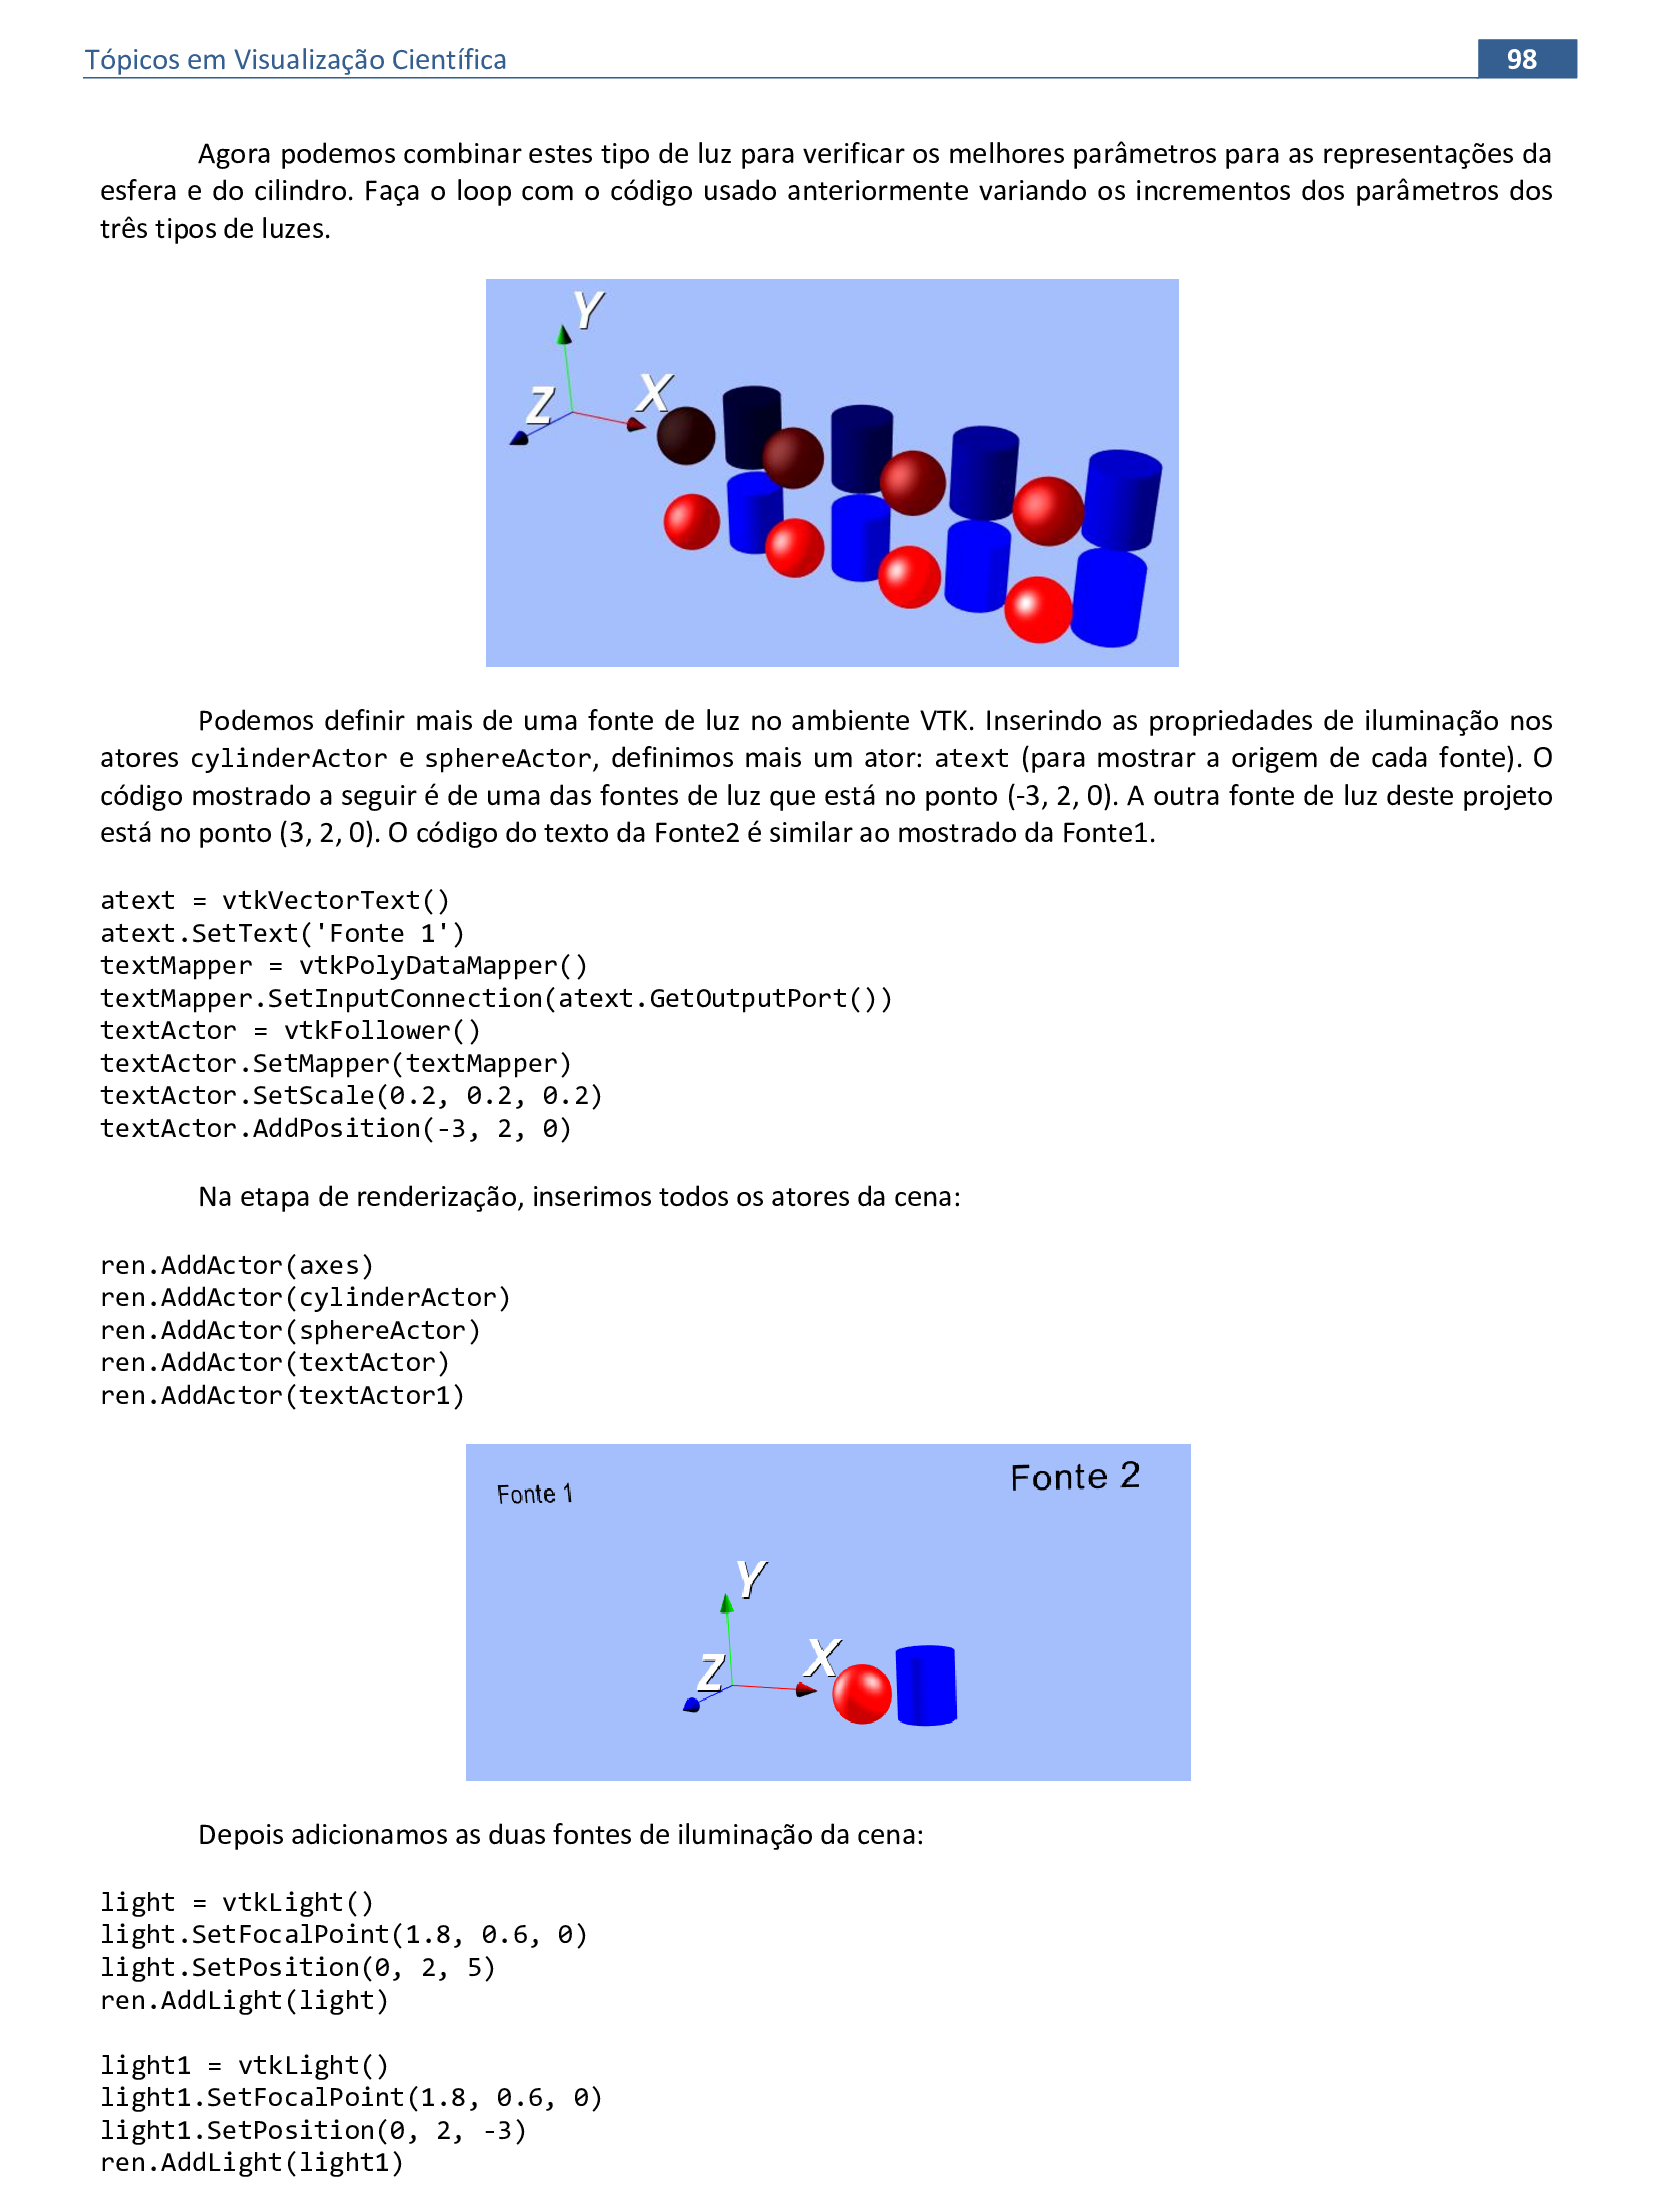 Tópicos em Visualização Científica
98
Agora podemos combinar estes tipo de luz para verificar os melhores parâmetros para as representações da
esfera e do cilindro. Faça o loop com o código usado anteriormente variando os incrementos dos parâmetros dos
três tipos de luzes.
Y
Z
X
Podemos definir mais de uma fonte de luz no ambiente VTK. Inserindo as propriedades de iluminação nos
atores cylinderActor e sphereActor, definimos mais um ator: atext (para mostrar a origem de cada fonte). O
código mostrado a seguir é de uma das fontes de luz que está no ponto (-3, 2, 0). A outra fonte de luz deste projeto
está no ponto (3, 2, 0). O código do texto da Fonte2 é similar ao mostrado da Fonte1.
atext = vtkVectorText()
atext.SetText('Fonte 1')
textMapper = vtkPolyDataMapper()
textMapper.SetInputConnection(atext.GetOutputPort())
textActor = vtkFollower()
textActor.SetMapper(textMapper)
textActor.SetScale(0.2, 0.2, 0.2)
textActor.AddPosition(-3, 2, 0)
Na etapa de renderização, inserimos todos os atores da cena:
ren.AddActor(axes)
ren.AddActor(cylinderActor)
ren.AddActor(sphereActor)
ren.AddActor(textActor)
ren.AddActor(textActor1)
Fonte 1
Fonte 2
Y
Z
X
Depois adicionamos as duas fontes de iluminação da cena:
light = vtkLight()
light.SetFocalPoint(1.8, 0.6, 0)
light.SetPosition(0, 2, 5)
ren.AddLight(light)
light1 = vtkLight()
light1.SetFocalPoint(1.8, 0.6, 0)
light1.SetPosition(0, 2, -3)
ren.AddLight(light1)